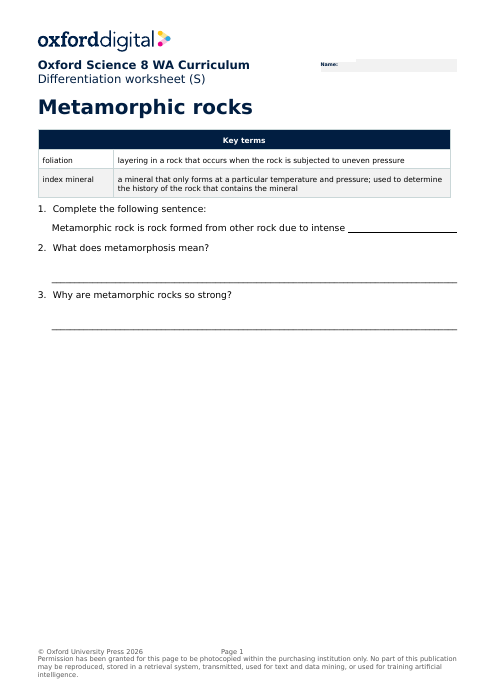 oxforddigital
Oxford Science 8 WA Curriculum
Name:
Differentiation worksheet (S)
Metamorphic rocks
Key terms
foliation layering in a rock that occurs when the rock is subjected to uneven pressure
index mineral a mineral that only forms at a particular temperature and pressure; used to determine
the history of the rock that contains the mineral
1. Complete the following sentence:
Metamorphic rock is rock formed from other rock due to intense
2. What does metamorphosis mean?
3. Why are metamorphic rocks so strong?
© Oxford University Press 2026 Page 1
Permission has been granted for this page to be photocopied within the purchasing institution only. No part of this publication
may be reproduced, stored in a retrieval system, transmitted, used for text and data mining, or used for training artificial
intelligence.